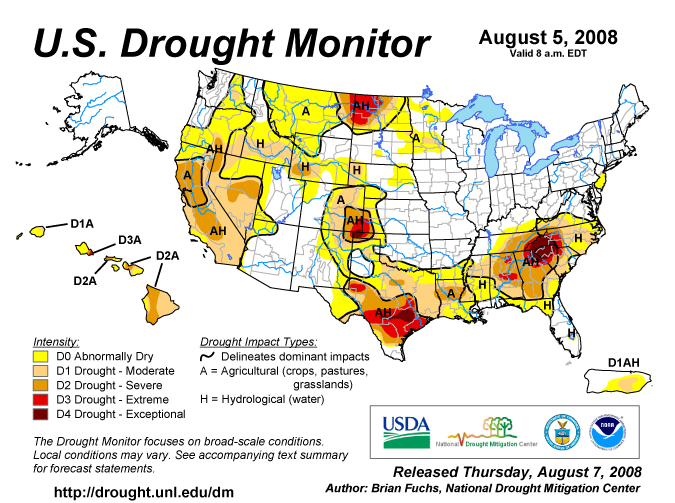 U.S. Drought Monitor
August 5, 2008
Valid 8 a.m. EDT
AH
A
A
H
AH
H
H
A
A
AH
AH
H
AH
D1A
D3A
D2A
D2A
A
H
AH
H
H
D1AH
Intensity:
D0 Abnormally Dry
D1 Drought - Moderate
D2 Drought - Severe
D3 Drought - Extreme
D4 Drought - Exceptional
Drought Impact Types:
Delineates dominant impacts
A = Agricultural (crops, pastures,
grasslands)
H = Hydrological (water)
USDA
National Drought Mitigation Center
NOAA
The Drought Monitor focuses on broad-scale conditions.
Local conditions may vary. See accompanying text summary
for forecast statements.
Released Thursday, August 7, 2008
Author: Brian Fuchs, National Drought Mitigation Center
http://drought.unl.edu/dm